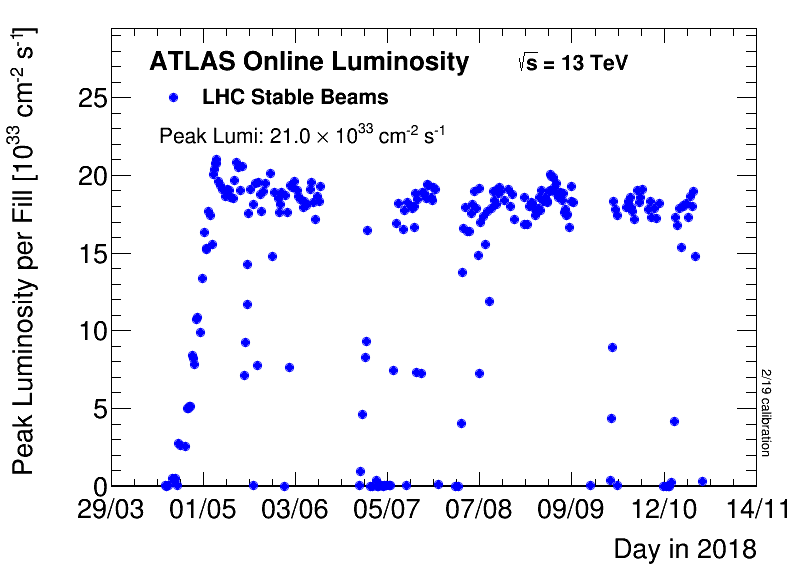 ATLAS Online Luminosity √s = 13 TeV
LHC Stable Beams
Peak Lumi: 21.0 × 10³³ cm⁻² s⁻¹
Peak Luminosity per Fill [10³³ cm⁻² s⁻¹]
25
20
15
10
5
0
29/03 01/05 03/06 05/07 07/08 09/09 12/10 14/11
Day in 2018
2/19 calibration